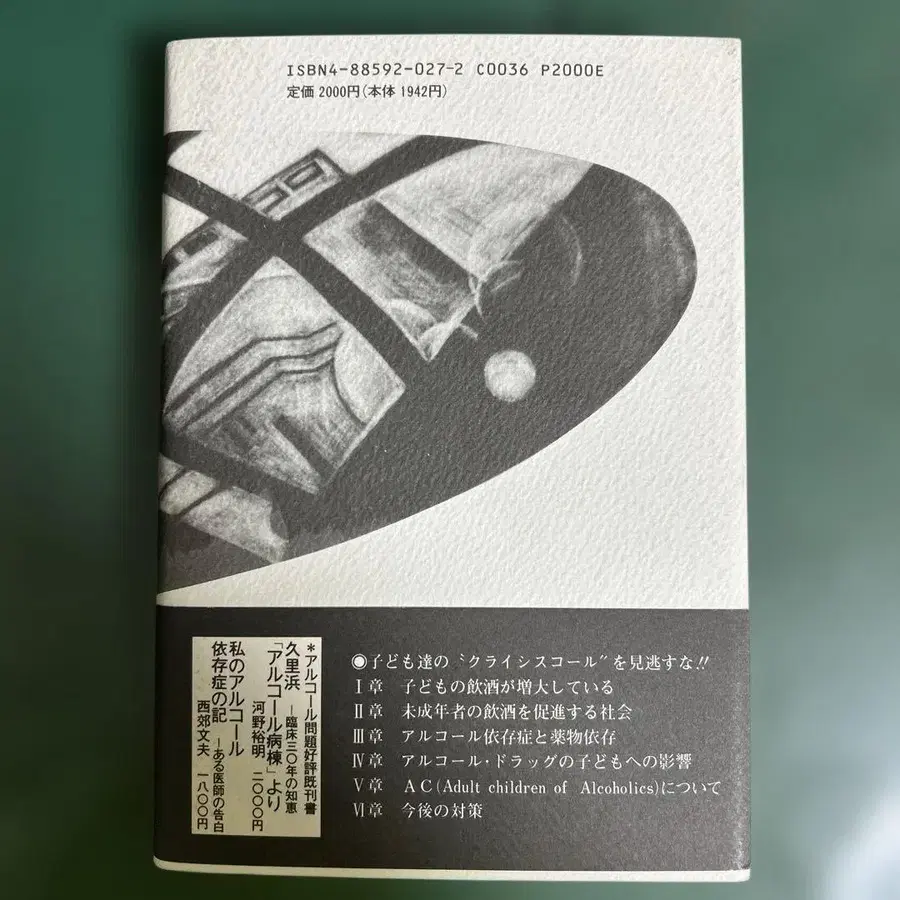 ISBN4-88592-027-2 C0036 P2000E
定価2000円(本体1942円)
◉子ども達の〝クライシスコール〟を見逃すな!!
Ⅰ章 子どもの飲酒が増大している
Ⅱ章 未成年者の飲酒を促進する社会
Ⅲ章 アルコール依存症と薬物依存
Ⅳ章 アルコール・ドラッグの子どもへの影響
Ⅴ章 AC(Adult children of Alcoholics)について
Ⅵ章 今後の対策
*アルコール問題好評既刊書
久里浜 ―臨床三〇年の知恵
「アルコール病棟」より
河野裕明 二〇〇〇円
私のアルコール
依存症の記 ―ある医師の告白
西郊文夫 一八〇〇円